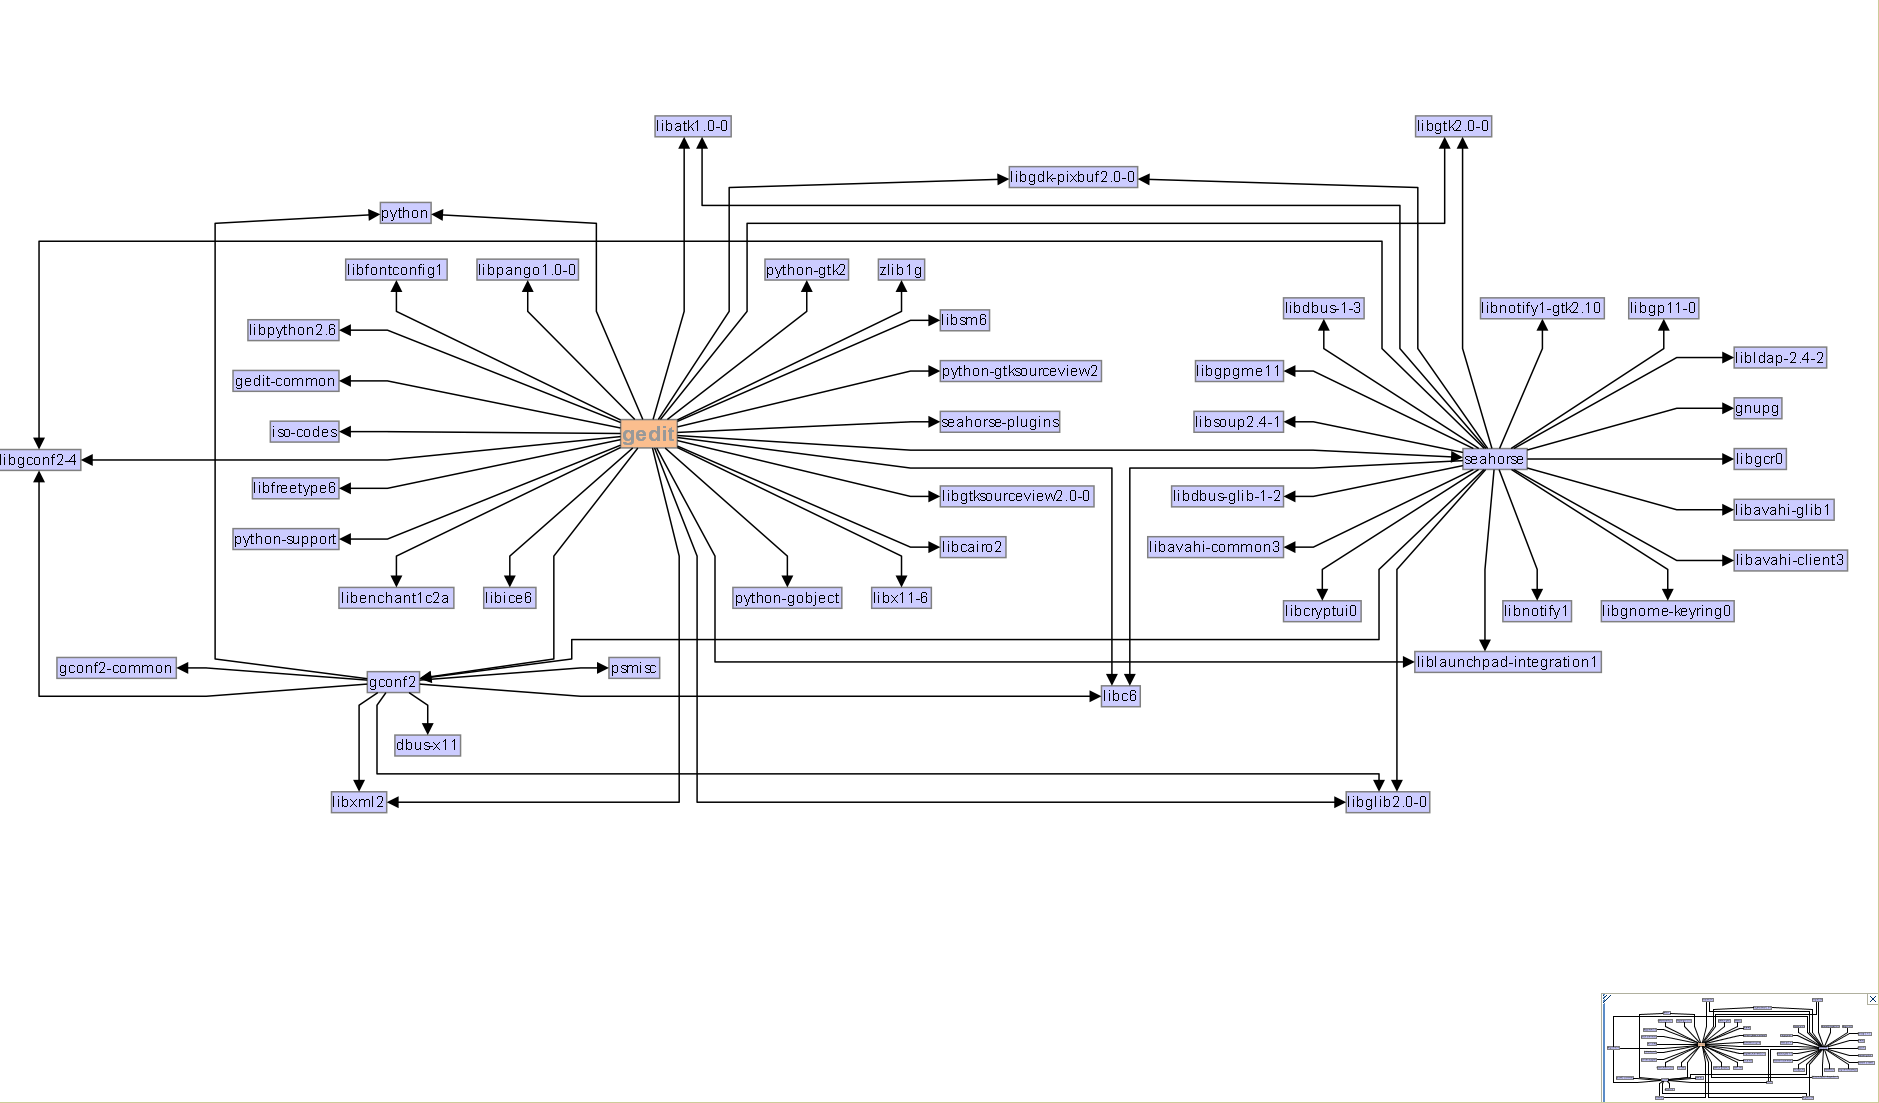 libatk1.0-0
libgtk2.0-0
libgdk-pixbuf2.0-0
python
libfontconfig1
libpango1.0-0
python-gtk2
zlib1g
libdbus-1-3
libnotify1-gtk2.10
libgp11-0
libpython2.6
libsm6
libldap-2.4-2
gedit-common
python-gtksourceview2
libgpgme11
gnupg
iso-codes
seahorse-plugins
libsoup2.4-1
gedit
libgconf2-4
seahorse
libgcr0
libfreetype6
libgtksourceview2.0-0
libdbus-glib-1-2
libavahi-glib1
python-support
libcairo2
libavahi-common3
libavahi-client3
libenchant1c2a
libice6
python-gobject
libx11-6
libcryptui0
libnotify1
libgnome-keyring0
gconf2-common
psmisc
liblaunchpad-integration1
gconf2
libc6
dbus-x11
libxml2
libglib2.0-0